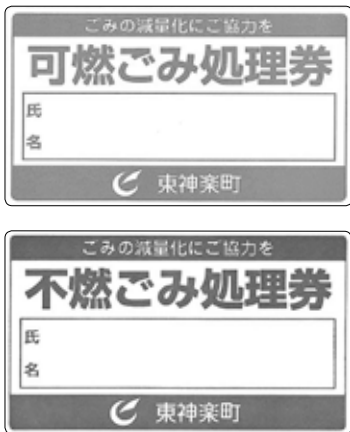 ごみの減量化にご協力を
可燃ごみ処理券
氏
名
東神楽町
ごみの減量化にご協力を
不燃ごみ処理券
氏
名
東神楽町